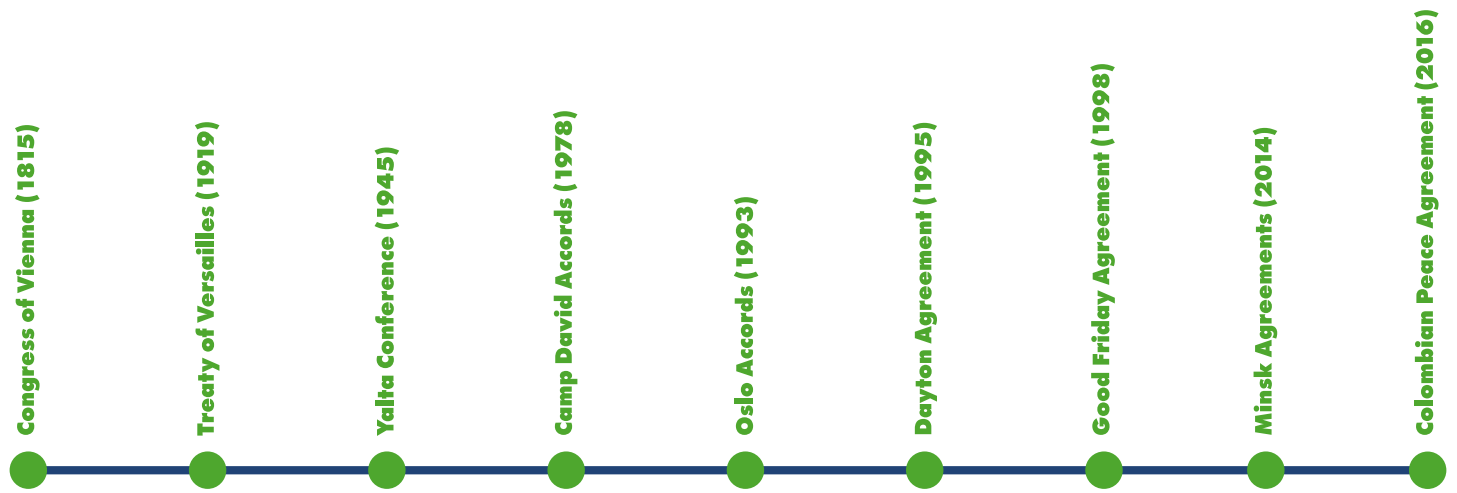 Congress of Vienna (1815)
Treaty of Versailles (1919)
Yalta Conference (1945)
Camp David Accords (1978)
Oslo Accords (1993)
Dayton Agreement (1995)
Good Friday Agreement (1998)
Minsk Agreements (2014)
Colombian Peace Agreement (2016)